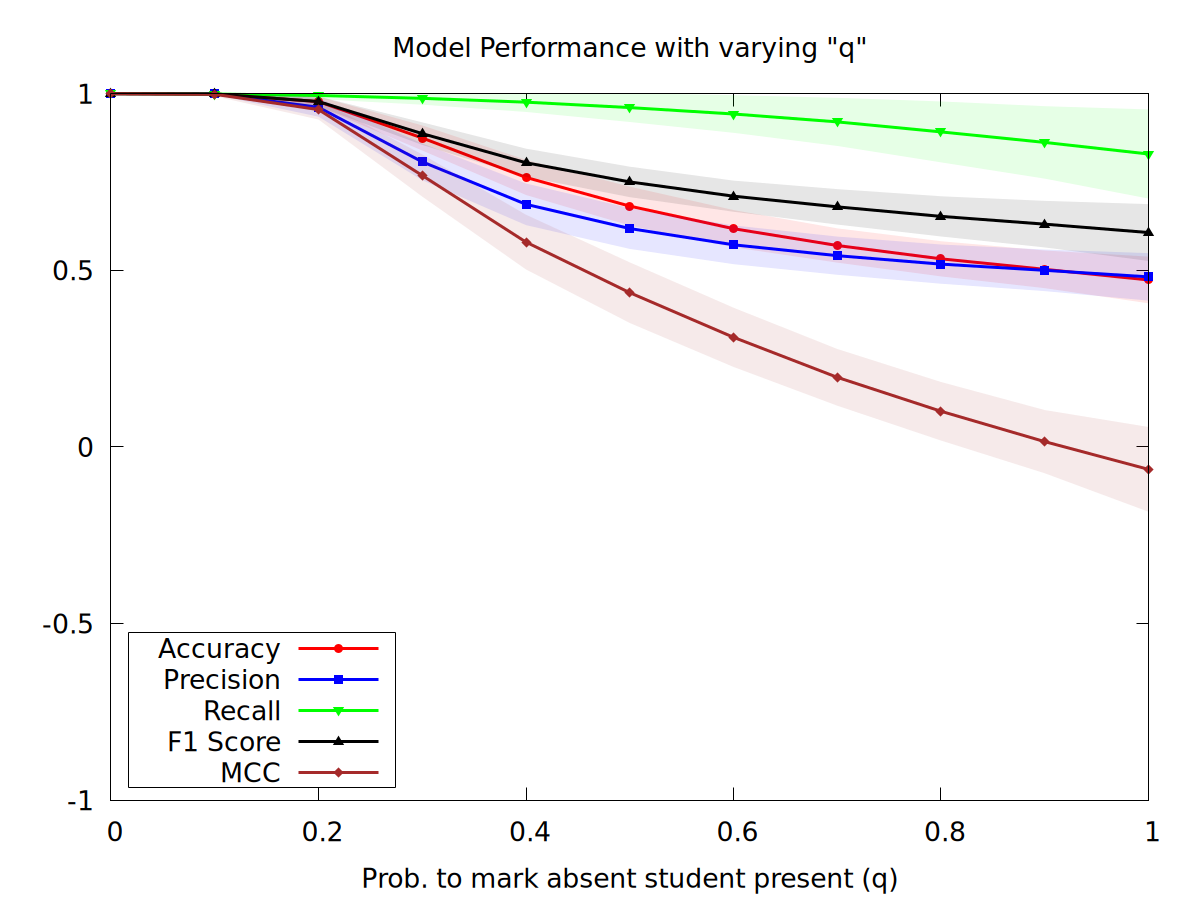 Model Performance with varying "q"
1
0.5
0
-0.5
-1
Accuracy
Precision
Recall
F1 Score
MCC
0 0.2 0.4 0.6 0.8 1
Prob. to mark absent student present (q)